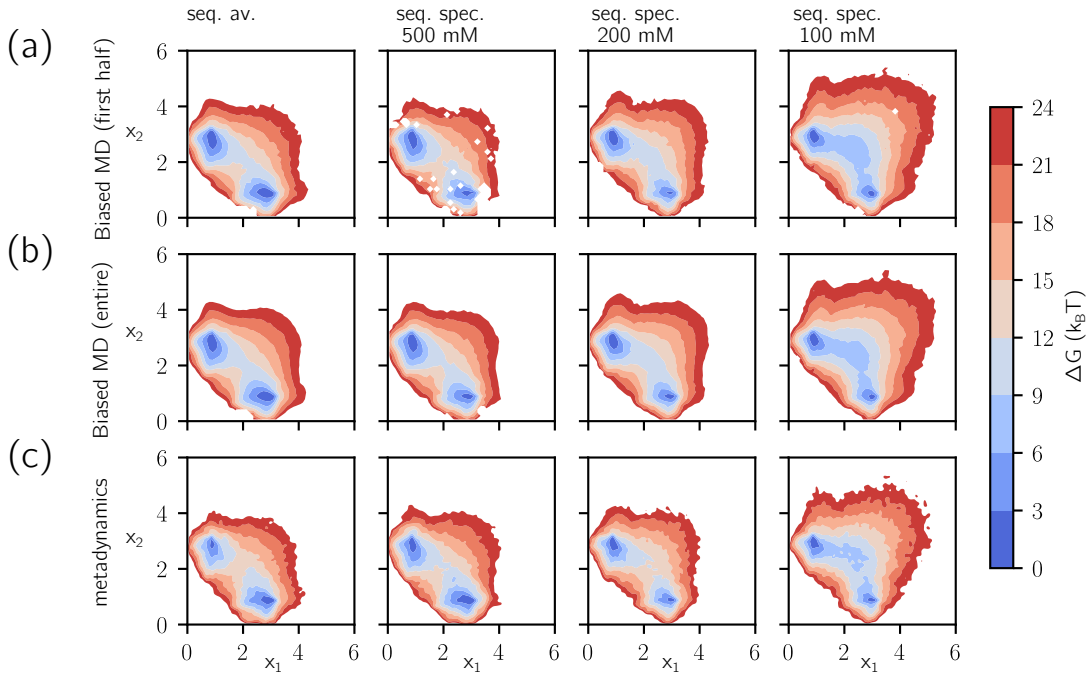 seq. av.
seq. spec.
500 mM
seq. spec.
200 mM
seq. spec.
100 mM
(a)
Biased MD (first half)
x2
6
4
2
0
(b)
Biased MD (entire)
x2
6
4
2
0
(c)
metadynamics
x2
6
4
2
0
0 2 4 6
x1
0 2 4 6
x1
0 2 4 6
x1
0 2 4 6
x1
24
21
18
15
12
9
6
3
0
ΔG (kBT)